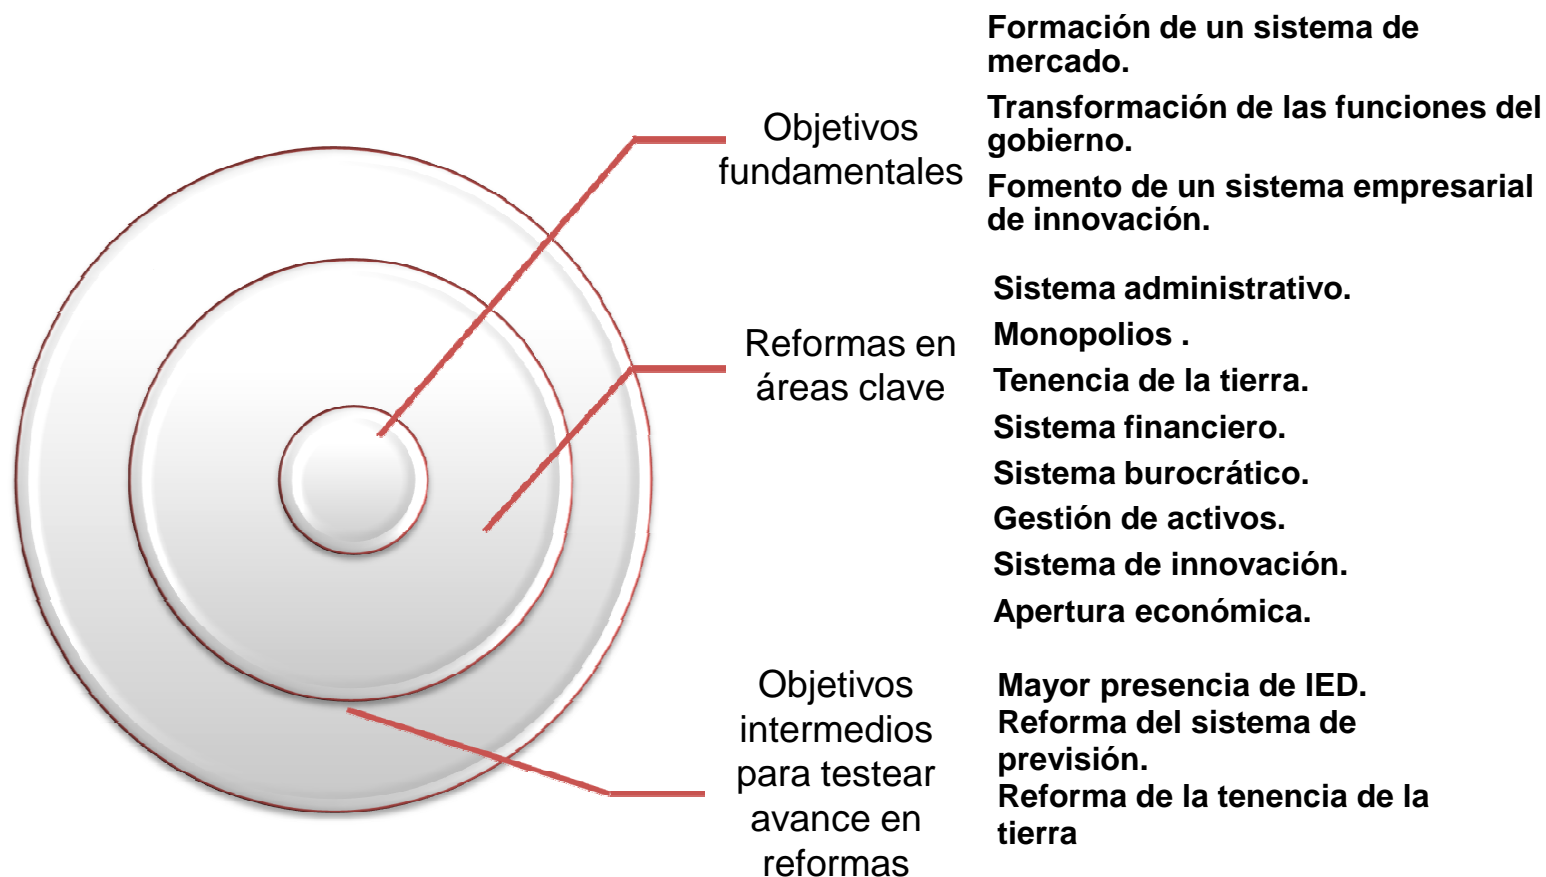 Objetivos
fundamentales
Formación de un sistema de
mercado.
Transformación de las funciones del
gobierno.
Fomento de un sistema empresarial
de innovación.
Reformas en
áreas clave
Sistema administrativo.
Monopolios .
Tenencia de la tierra.
Sistema financiero.
Sistema burocrático.
Gestión de activos.
Sistema de innovación.
Apertura económica.
Objetivos
intermedios
para testear
avance en
reformas
Mayor presencia de IED.
Reforma del sistema de
previsión.
Reforma de la tenencia de la
tierra